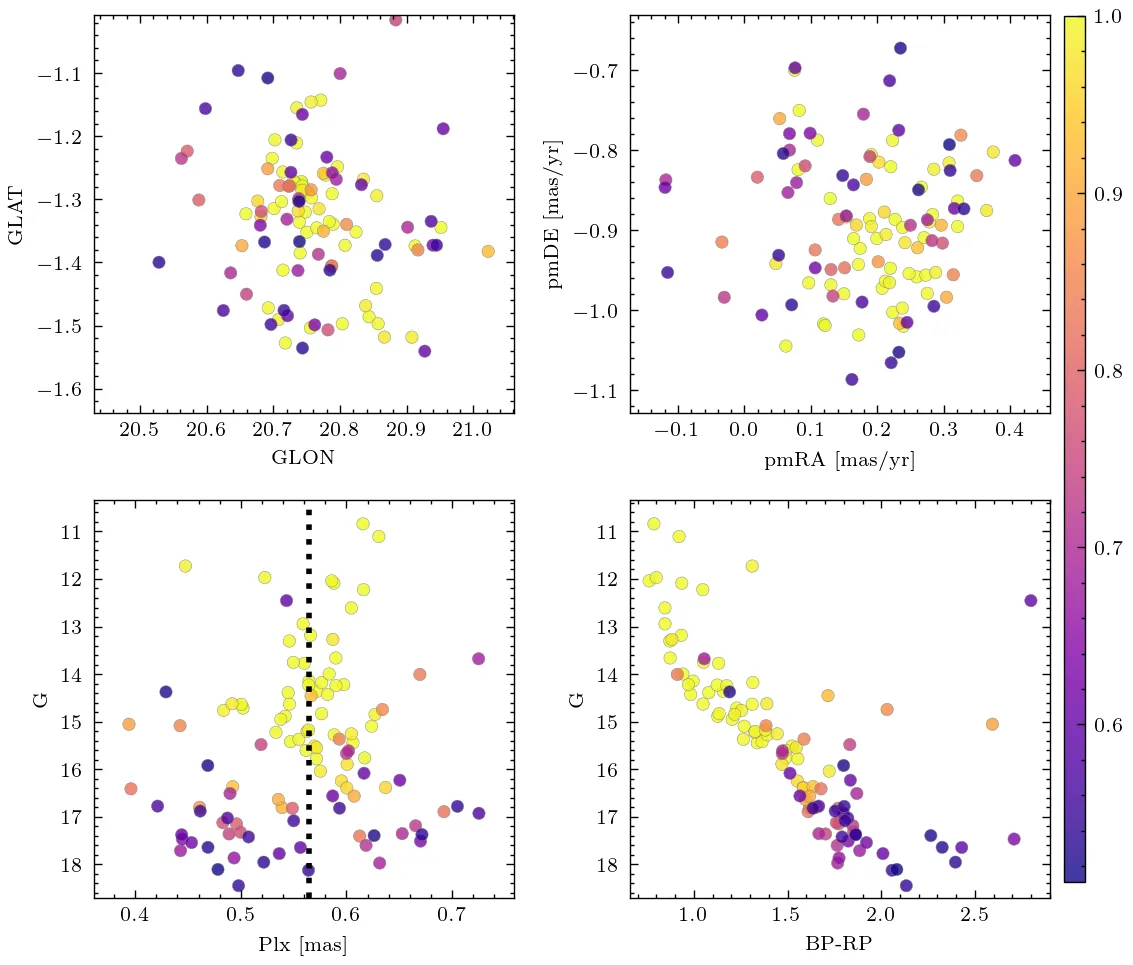 −1.1
−1.2
−1.3
−1.4
−1.5
−1.6
GLAT
20.5 20.6 20.7 20.8 20.9 21.0
GLON
−0.7
−0.8
−0.9
−1.0
−1.1
pmDE [mas/yr]
−0.1 0.0 0.1 0.2 0.3 0.4
pmRA [mas/yr]
1.0
0.9
0.8
0.7
0.6
11
12
13
14
15
16
17
18
G
0.4 0.5 0.6 0.7
Plx [mas]
11
12
13
14
15
16
17
18
G
1.0 1.5 2.0 2.5
BP-RP